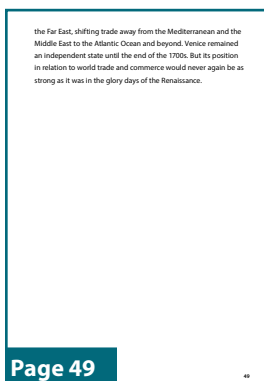 the Far East, shifting trade away from the Mediterranean and the
Middle East to the Atlantic Ocean and beyond. Venice remained
an independent state until the end of the 1700s. But its position
in relation to world trade and commerce would never again be as
strong as it was in the glory days of the Renaissance.
Page 49
49